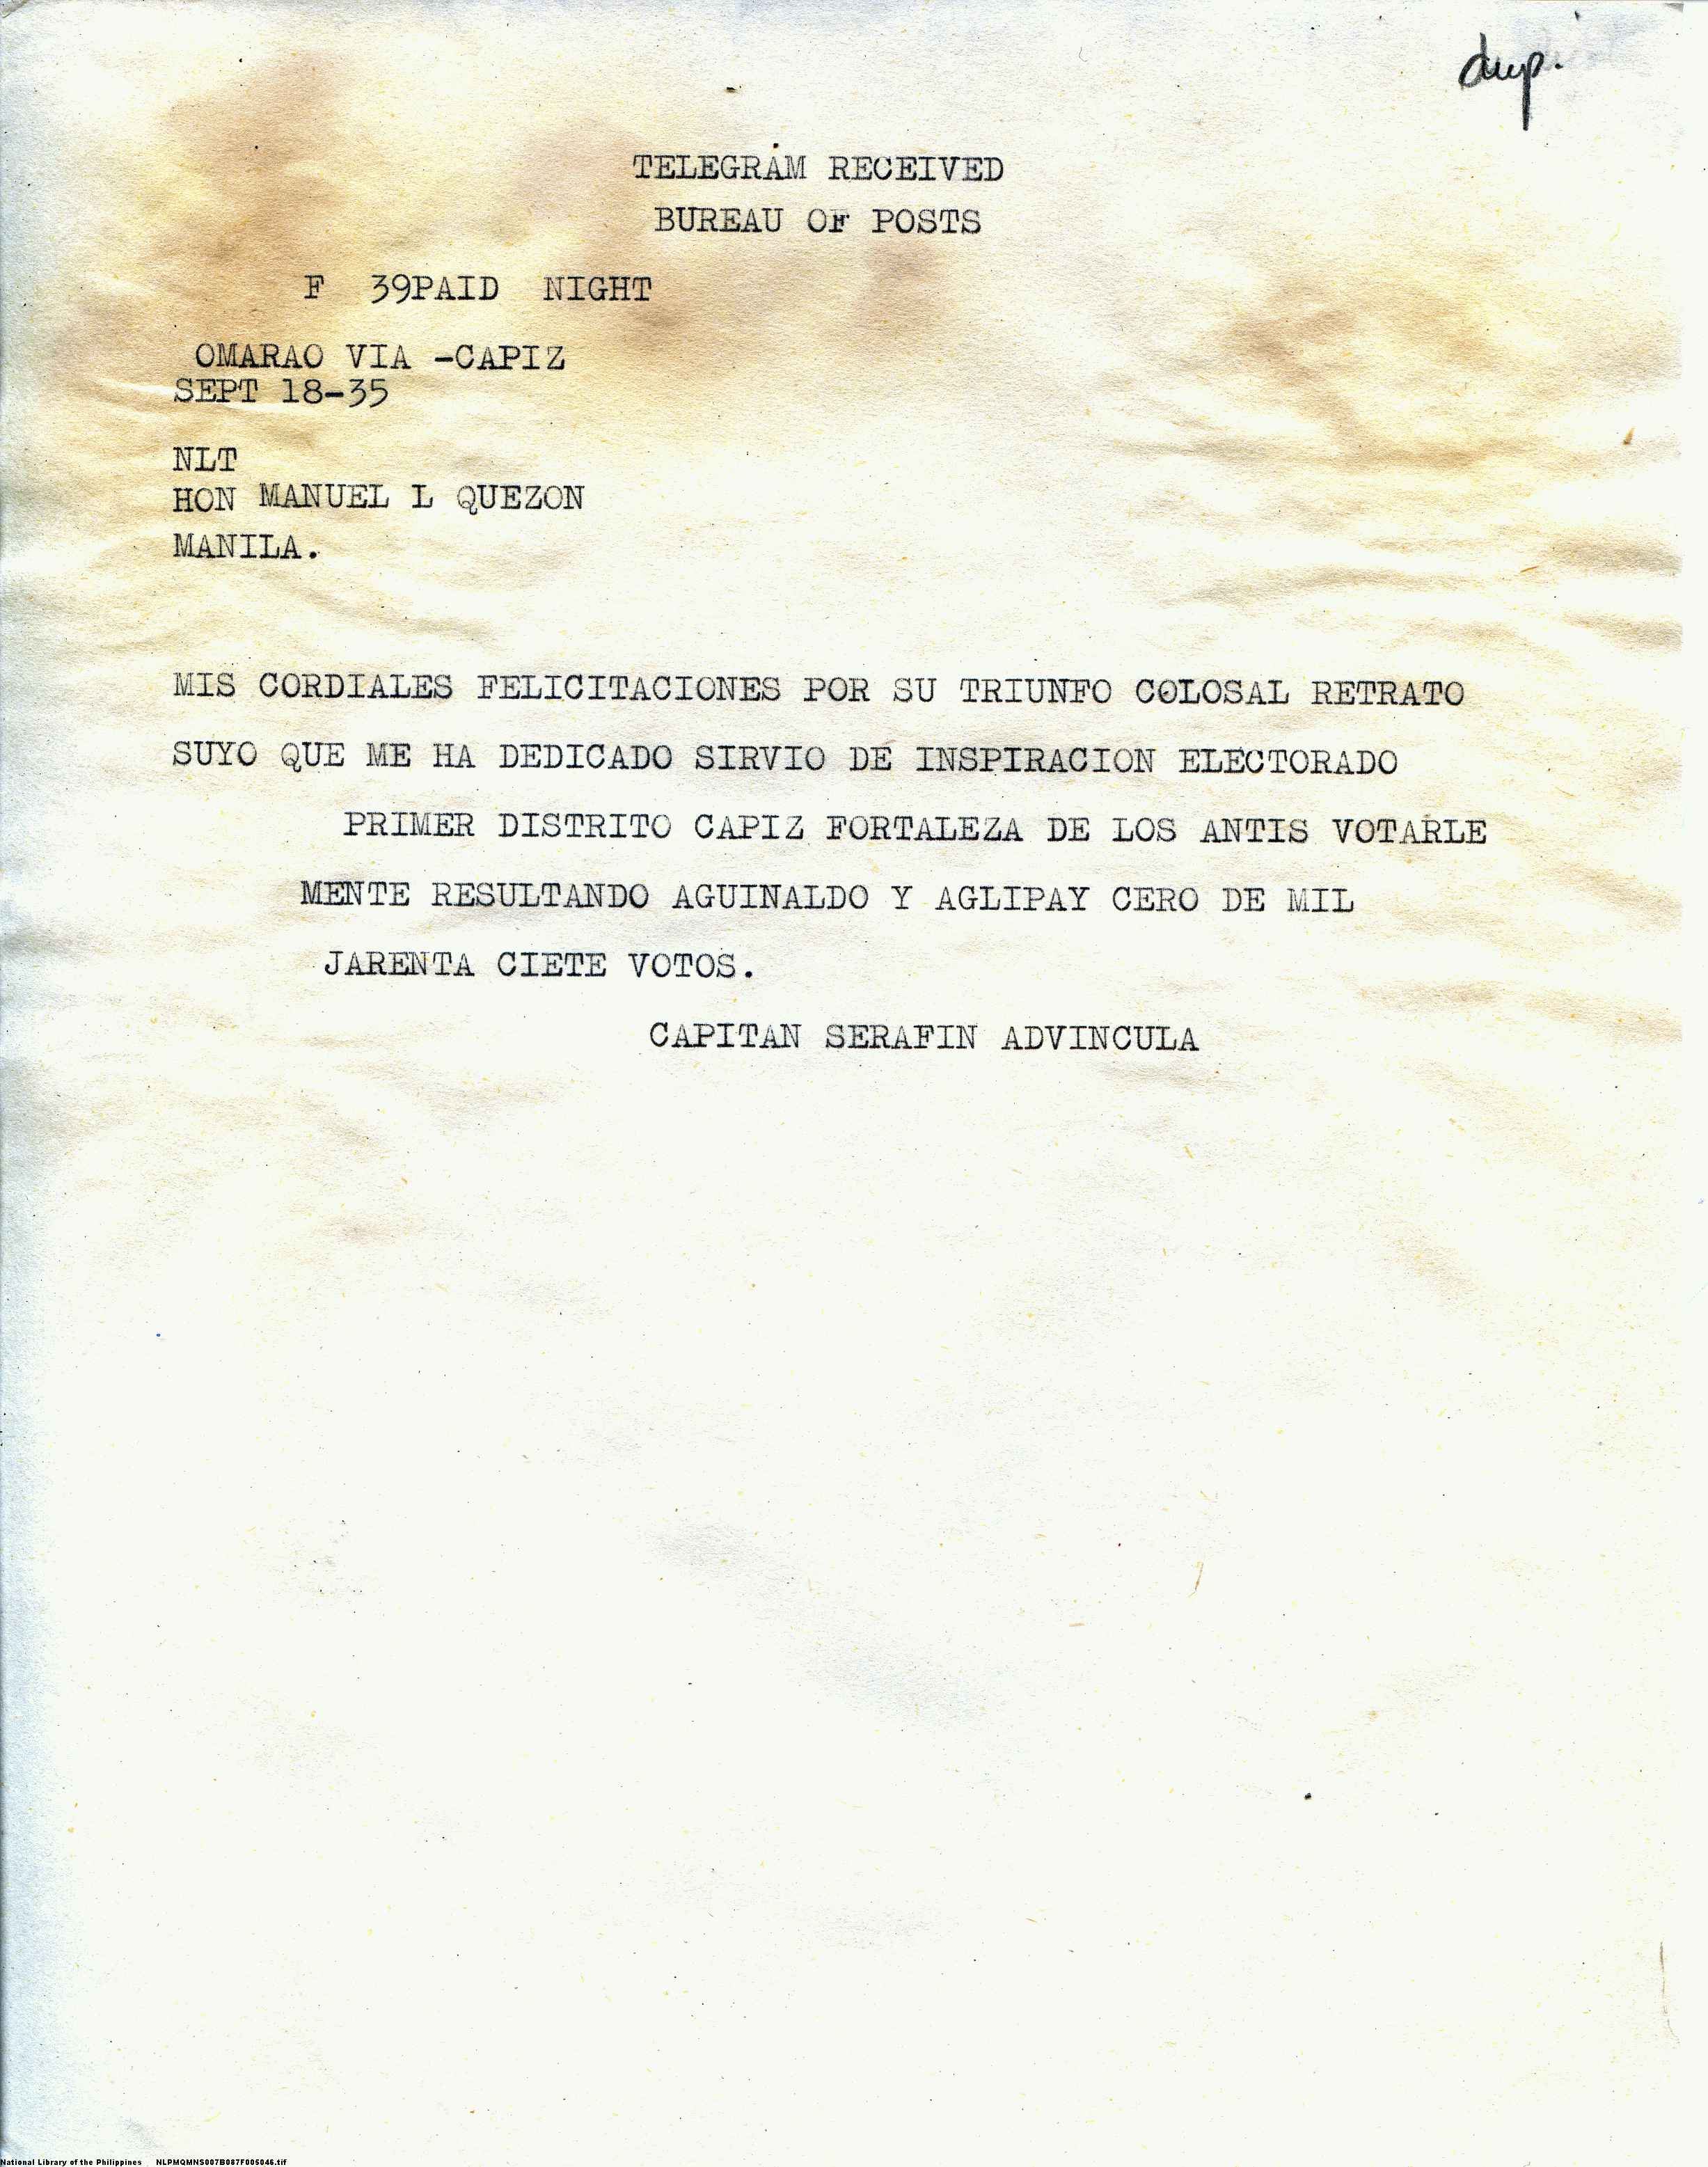 dup.
TELEGRAM RECEIVED
BUREAU OF POSTS
F 39PAID NIGHT
OMARAO VIA -CAPIZ
SEPT 18-35
NLT
HON MANUEL L QUEZON
MANILA.
MIS CORDIALES FELICITACIONES POR SU TRIUNFO COLOSAL RETRATO
SUYO QUE ME HA DEDICADO SIRVIO DE INSPIRACION ELECTORADO
PRIMER DISTRITO CAPIZ FORTALEZA DE LOS ANTIS VOTARLE
MENTE RESULTANDO AGUINALDO Y AGLIPAY CERO DE MIL
JARENTA CIETE VOTOS.
CAPITAN SERAFIN ADVINCULA
National Library of the Philippines NLPMQMNS007B087F005046.tif